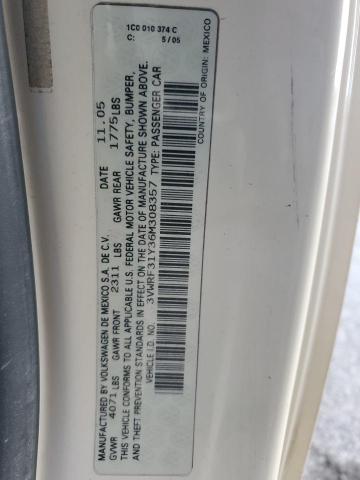 MANUFACTURED BY VOLKSWAGEN DE MEXICO S.A. DE C.V. DATE 11.05
GVWR 4071 LBS GAWR FRONT 2311 LBS GAWR REAR 1775 LBS
THIS VEHICLE CONFORMS TO ALL APPLICABLE U.S. FEDERAL MOTOR VEHICLE SAFETY, BUMPER,
AND THEFT PREVENTION STANDARDS IN EFFECT ON THE DATE OF MANUFACTURE SHOWN ABOVE.
VEHICLE I.D. NO. 3VWRF31Y36M308357 TYPE: PASSENGER CAR
1C0 010 374 C
C: 5/05
COUNTRY OF ORIGIN: MEXICO